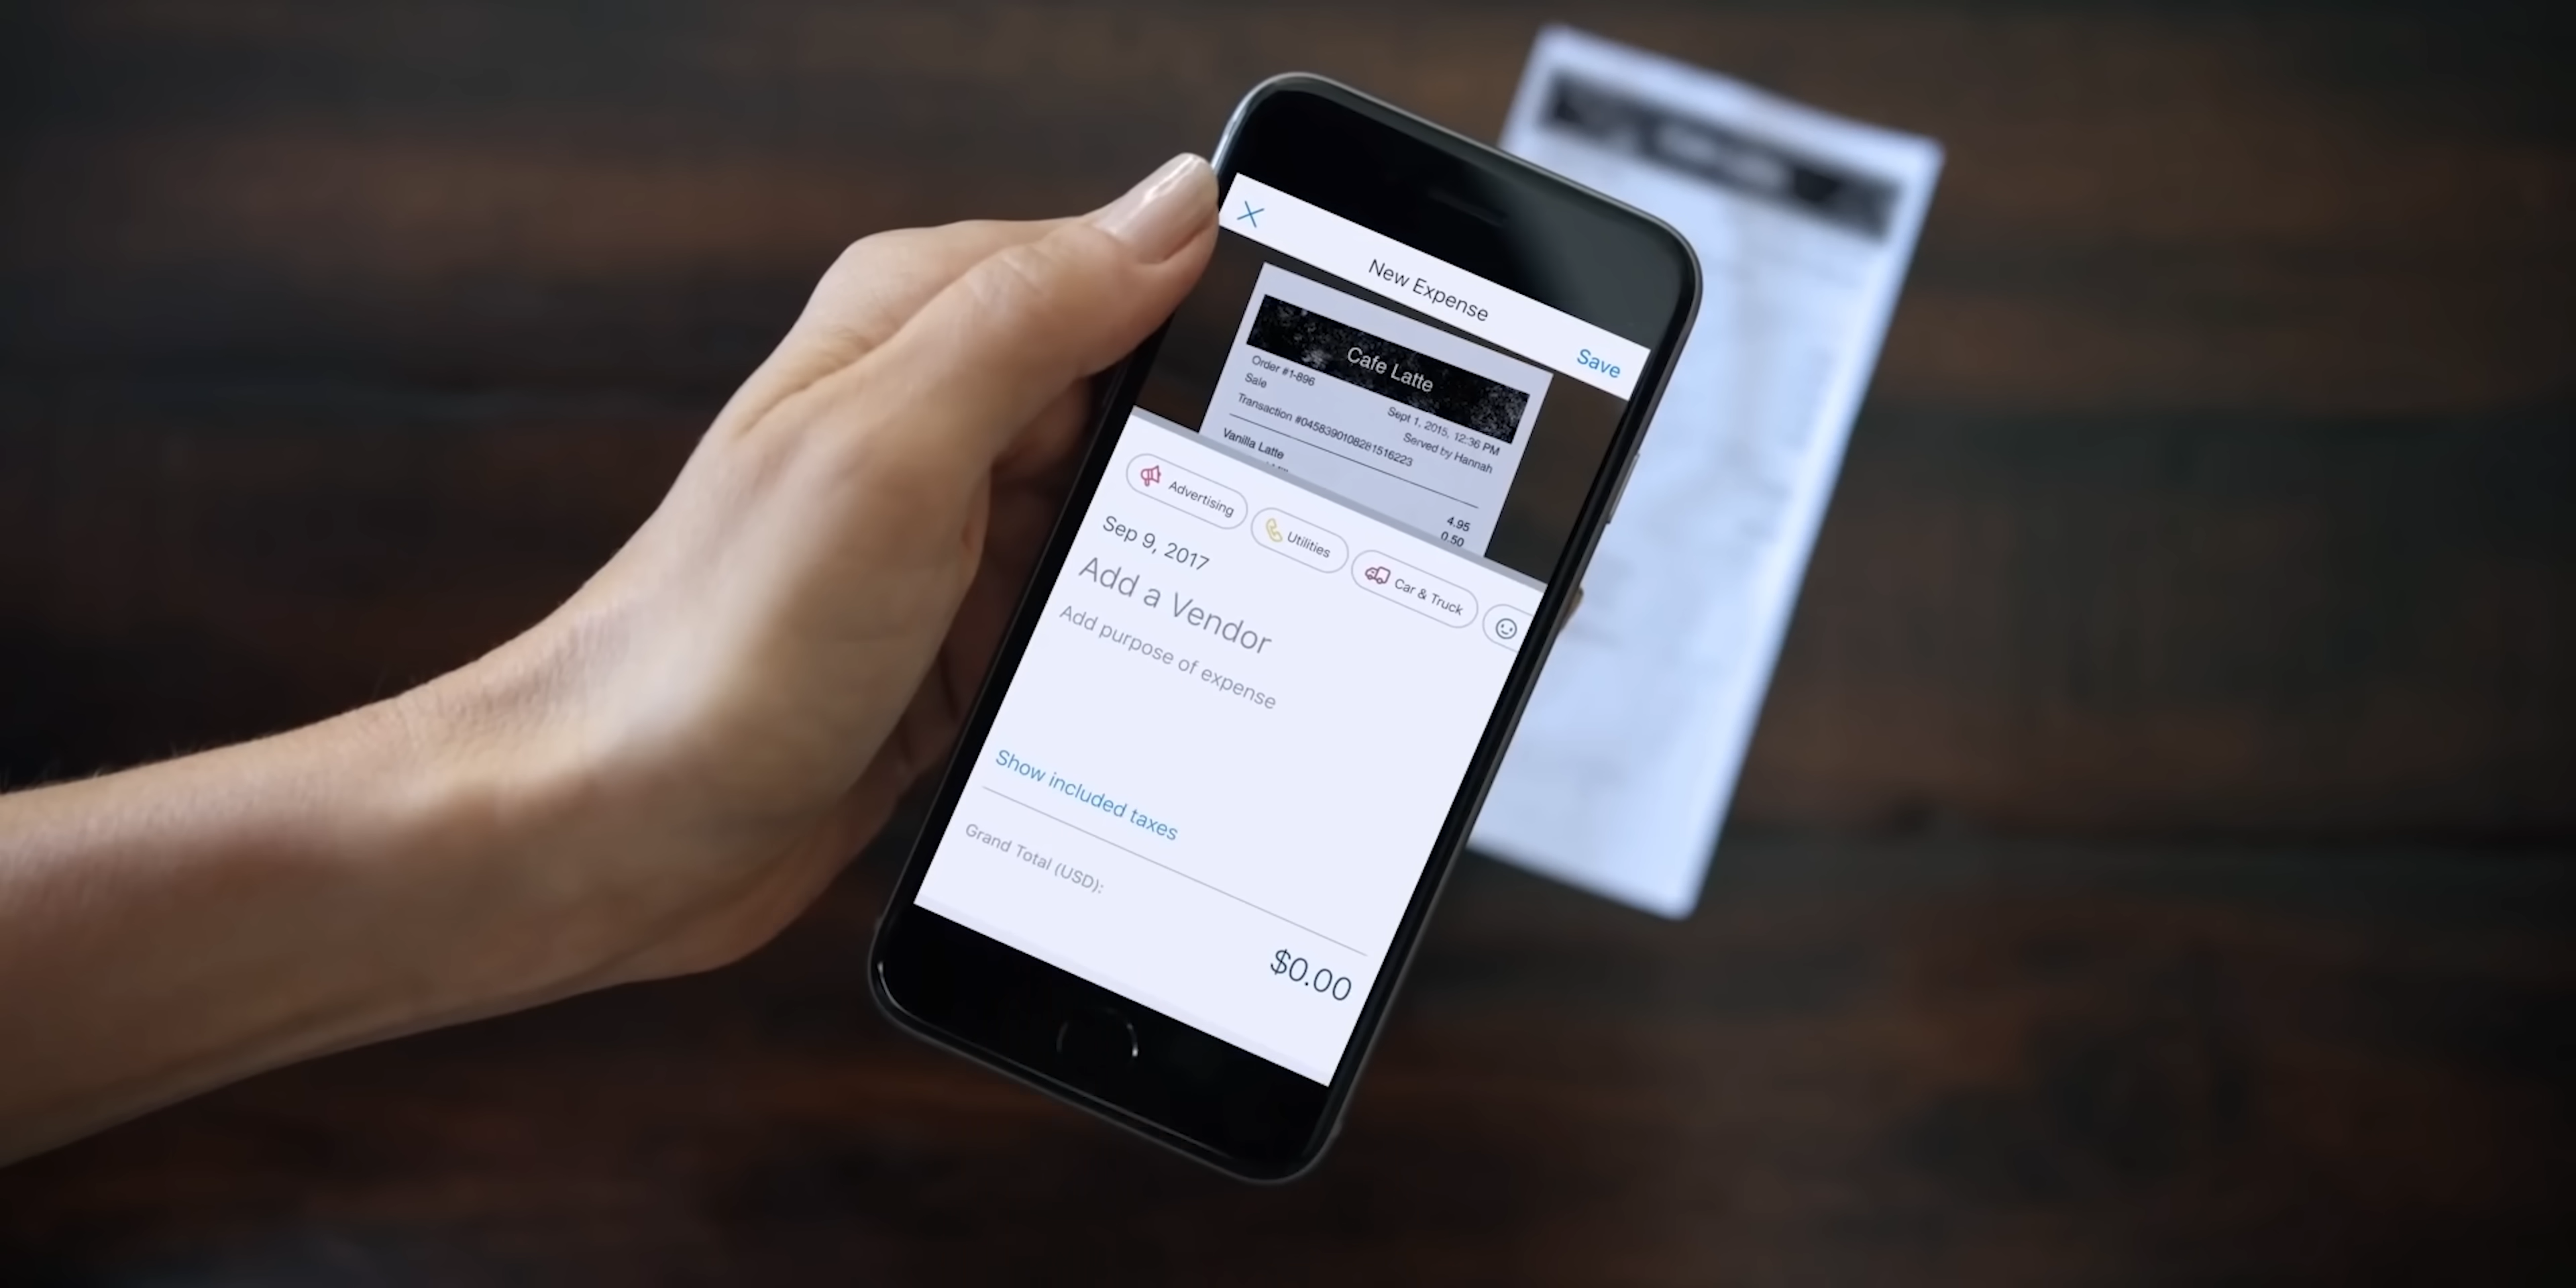 New Expense
Save
Cafe Latte
Order #1-896
Sept 1, 2015, 12:36 PM
Sale
Served by Hannah
Transaction #0458390108281516223
Vanilla Latte
4.95
0.50
Advertising
Utilities
Car & Truck
Sep 9, 2017
Add a Vendor
Add purpose of expense
Show included taxes
Grand Total (USD):
$0.00